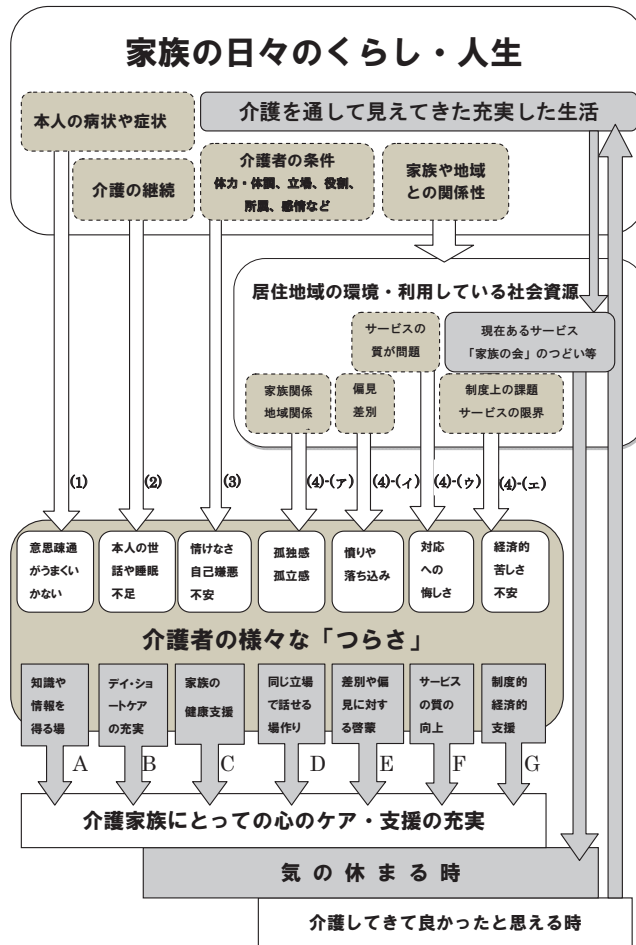 家族の日々のくらし・人生
介護を通して見えてきた充実した生活
本人の病状や症状
介護の継続
介護者の条件
体力・体調、立場、役割、
所属、感情など
家族や地域
との関係性
居住地域の環境・利用している社会資源
サービスの
質が問題
現在あるサービス
「家族の会」のつどい等
家族関係
地域関係
偏見
差別
制度上の課題
サービスの限界
(1)
(2)
(3)
(4)-(ァ)
(4)-(ィ)
(4)-(ゥ)
(4)-(ェ)
意思疎通
がうまくい
かない
本人の世
話や睡眠
不足
情けなさ
自己嫌悪
不安
孤独感
孤立感
憤りや
落ち込み
対応
への
悔しさ
経済的
苦しさ
不安
介護者の様々な「つらさ」
知識や
情報を
得る場
デイ・ショ
ートケア
の充実
家族の
健康支援
同じ立場
で話せる
場作り
差別や偏
見に対す
る啓蒙
サービス
の質の
向上
制度的
経済的
支援
A
B
C
D
E
F
G
介護家族にとっての心のケア・支援の充実
気の休まる時
介護してきて良かったと思える時